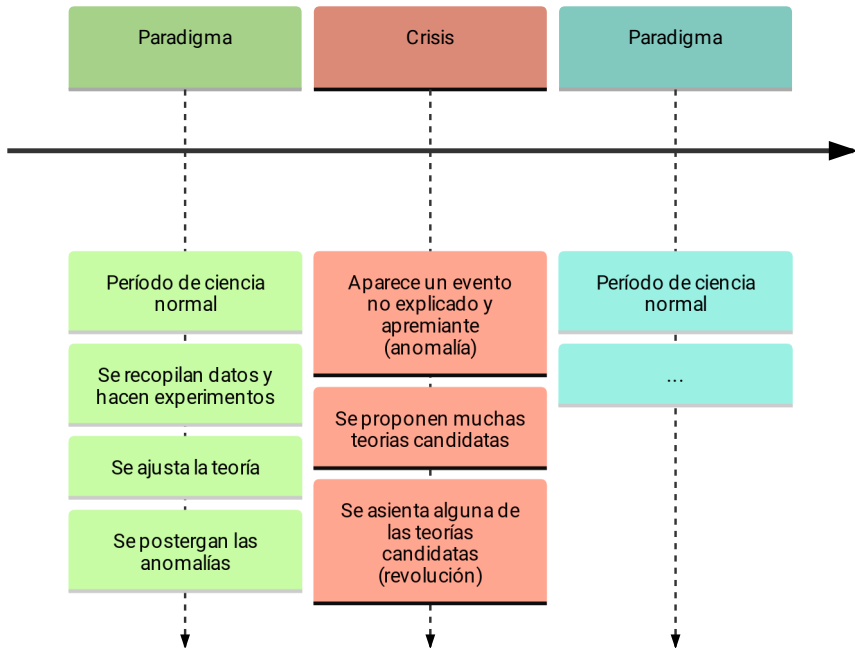 Paradigma
Crisis
Paradigma
Período de ciencia
normal
Se recopilan datos y
hacen experimentos
Se ajusta la teoría
Se postergan las
anomalías
Aparece un evento
no explicado y
apremiante
(anomalía)
Se proponen muchas
teorias candidatas
Se asienta alguna de
las teorías
candidatas
(revolución)
Período de ciencia
normal
...